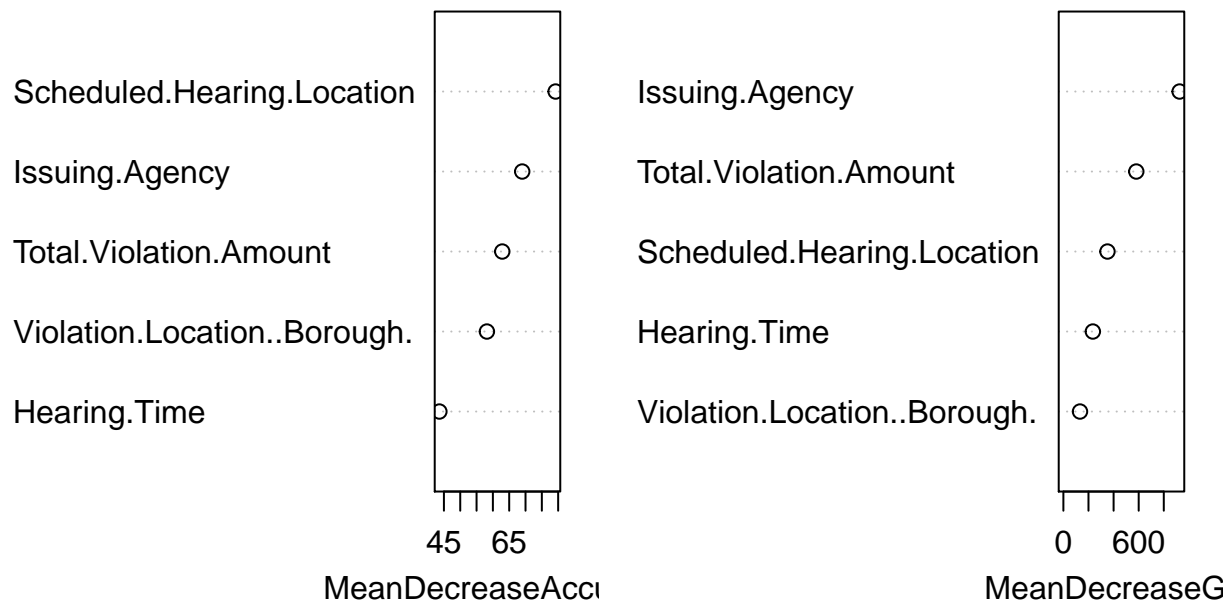 Scheduled.Hearing.Location
Issuing.Agency
Total.Violation.Amount
Violation.Location..Borough.
Hearing.Time
45 65
MeanDecreaseAccu
Issuing.Agency
Total.Violation.Amount
Scheduled.Hearing.Location
Hearing.Time
Violation.Location..Borough.
0 600
MeanDecreaseG